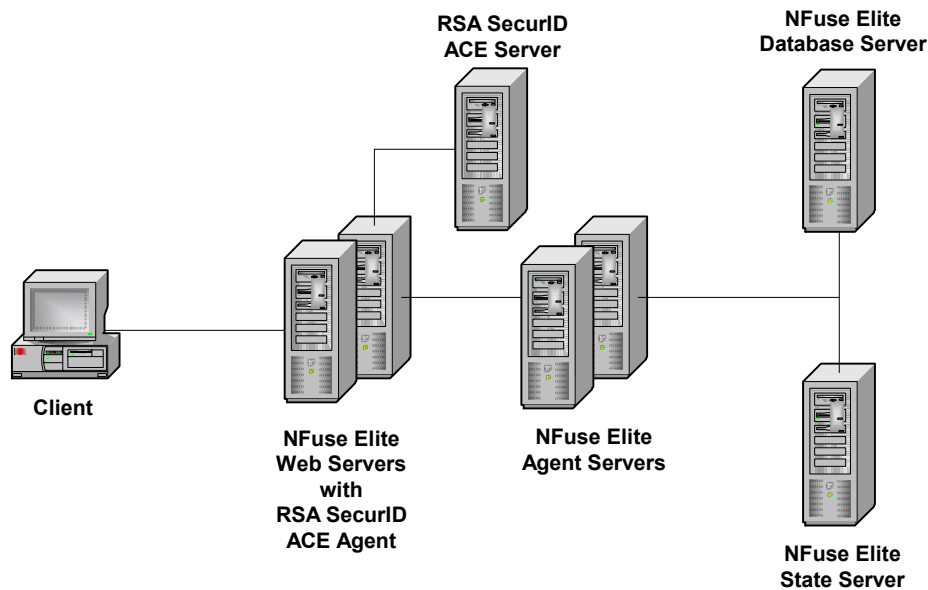 RSA SecurID
ACE Server
NFuse Elite
Database Server
Client
NFuse Elite
Web Servers
with
RSA SecurID
ACE Agent
NFuse Elite
Agent Servers
NFuse Elite
State Server